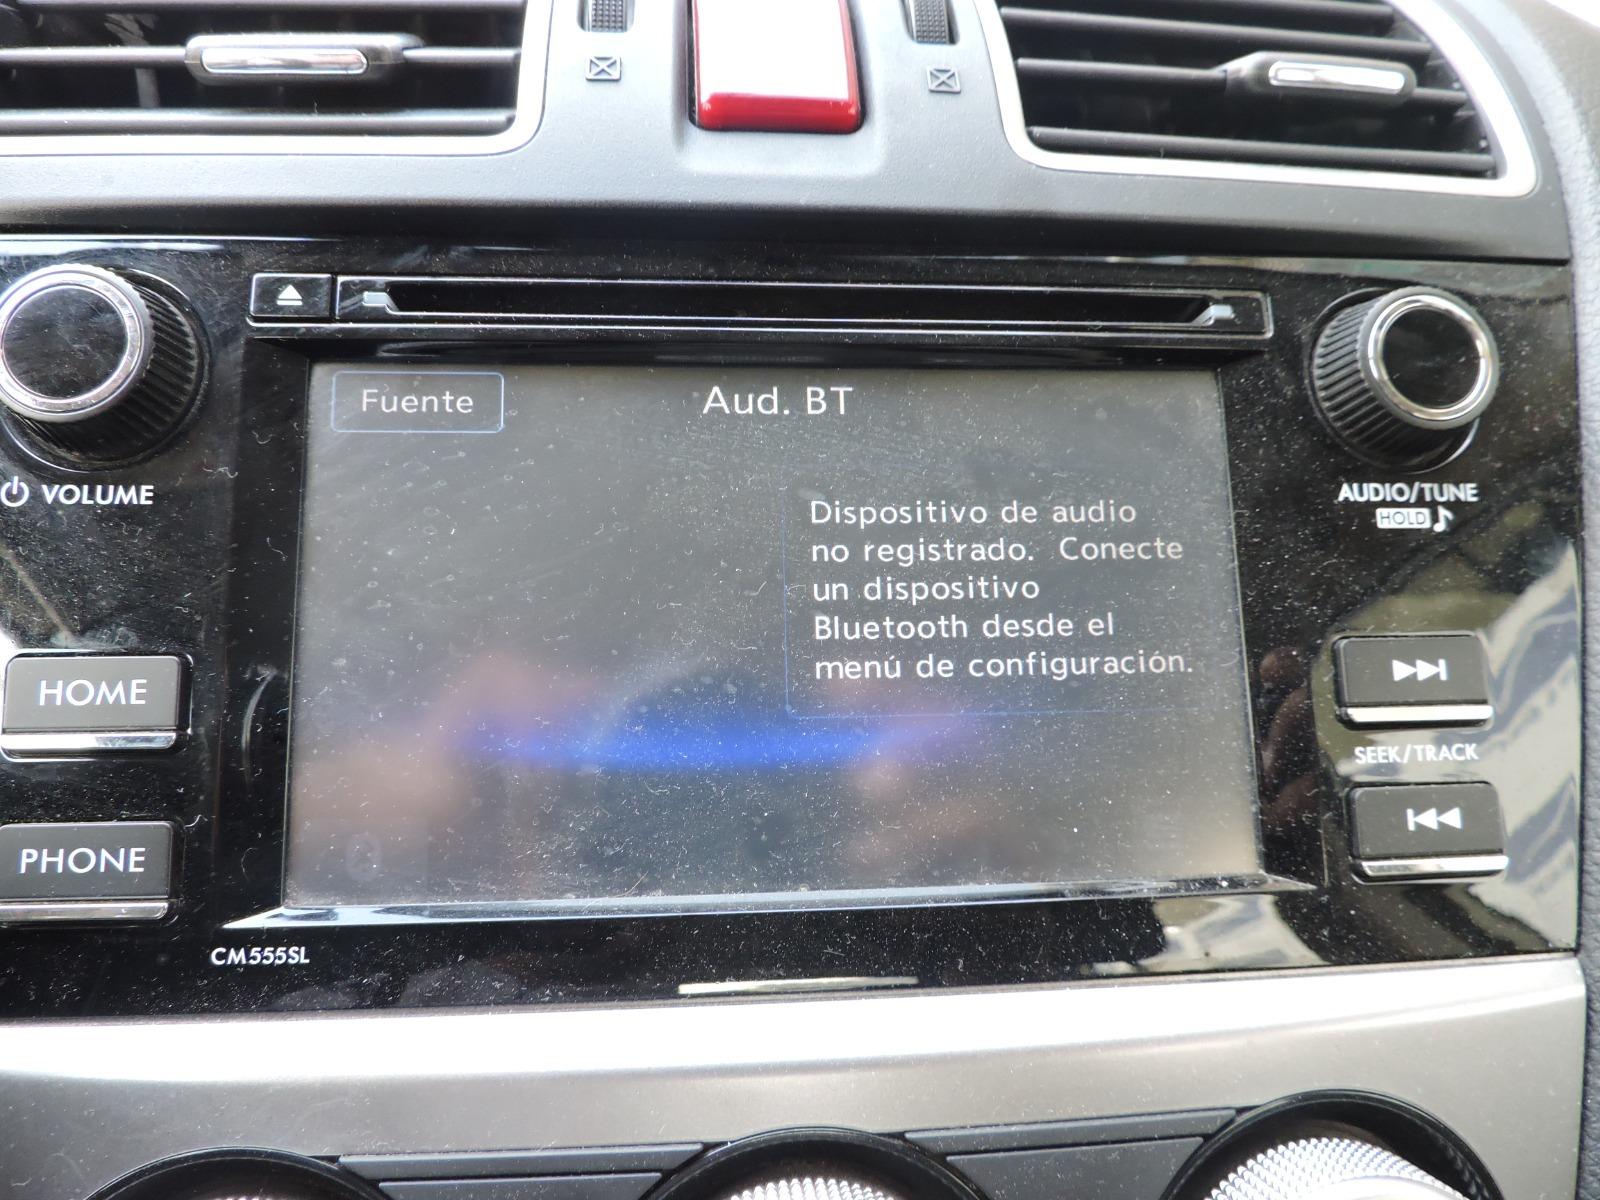 Fuente
Aud. BT
Dispositivo de audio
no registrado. Conecte
un dispositivo
Bluetooth desde el
menú de configuración.
VOLUME
AUDIO/TUNE
HOLD
HOME
SEEK/TRACK
PHONE
CM555SL